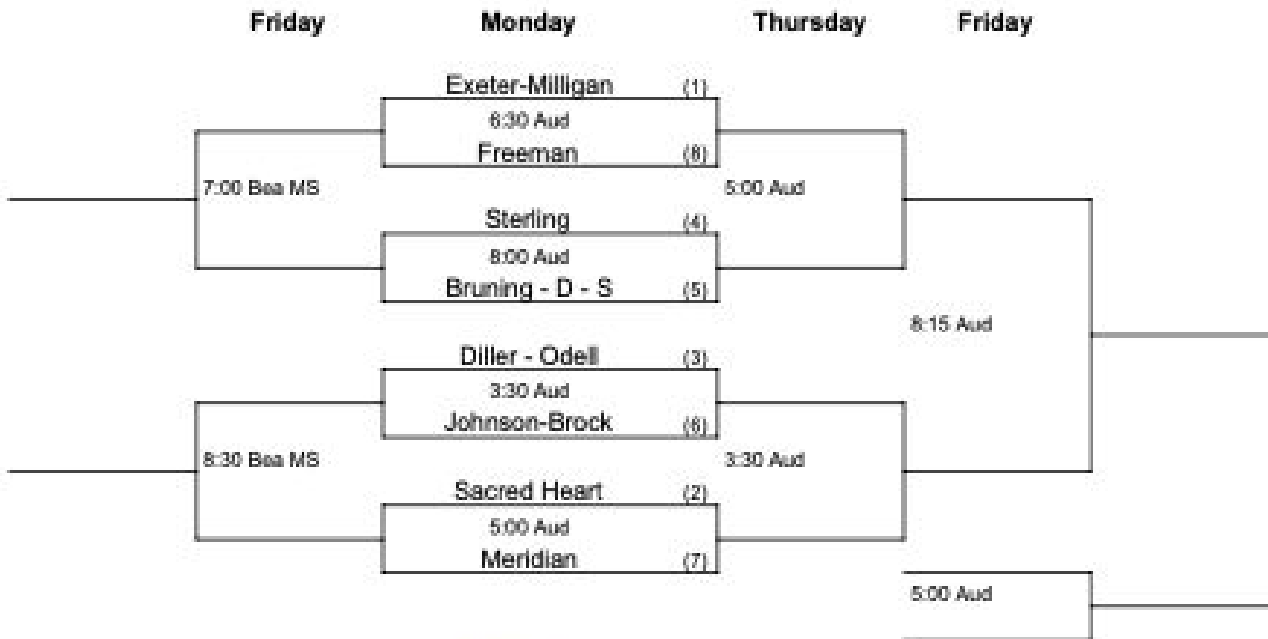 Friday Monday Thursday Friday
Exeter-Milligan (1)
6:30 Aud
Freeman (8)
7:00 Bea MS 5:00 Aud
Sterling (4)
8:00 Aud
Bruning - D - S (5)
8:15 Aud
Diller - Odell (3)
3:30 Aud
Johnson-Brock (6)
8:30 Bea MS 3:30 Aud
Sacred Heart (2)
5:00 Aud
Meridian (7)
5:00 Aud